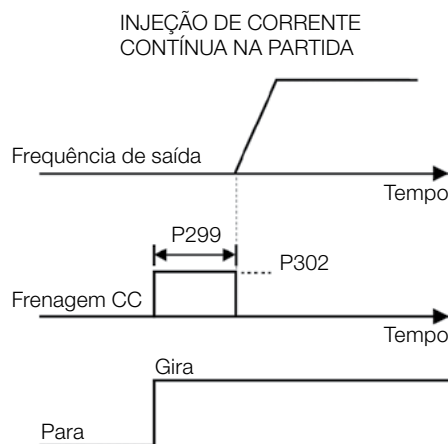 INJEÇÃO DE CORRENTE
CONTÍNUA NA PARTIDA
Frequência de saída
Tempo
P299
P302
Frenagem CC
Tempo
Gira
Para